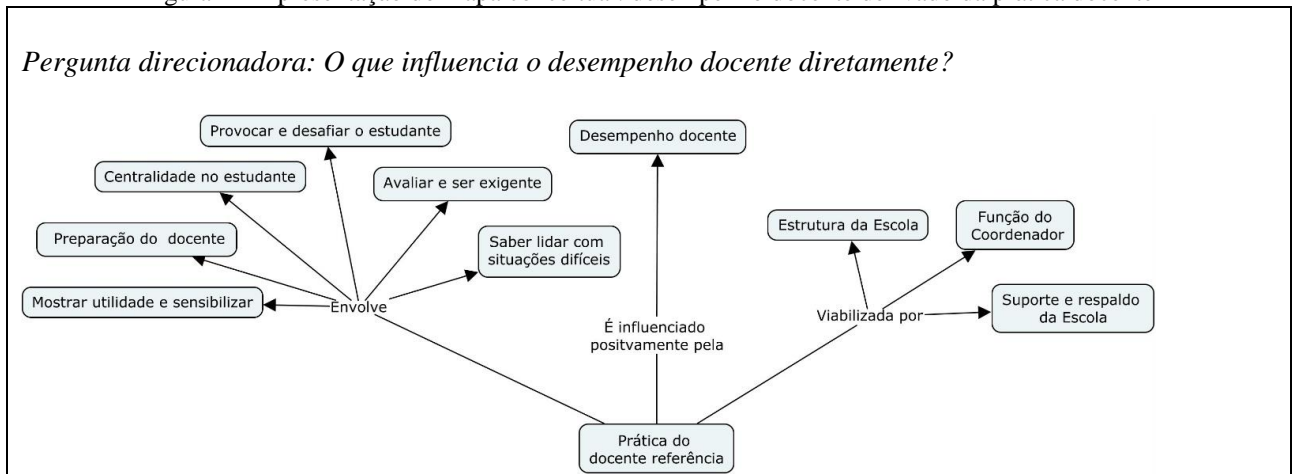 Pergunta direcionadora: O que influencia o desempenho docente diretamente?
Provocar e desafiar o estudante
Desempenho docente
Centralidade no estudante
Avaliar e ser exigente
Preparação do docente
Saber lidar com
situações difíceis
Mostrar utilidade e sensibilizar
Envolve
Estrutura da Escola
Função do
Coordenador
Suporte e respaldo
da Escola
Viabilizada por
É influenciado
positvamente pela
Prática do
docente referência